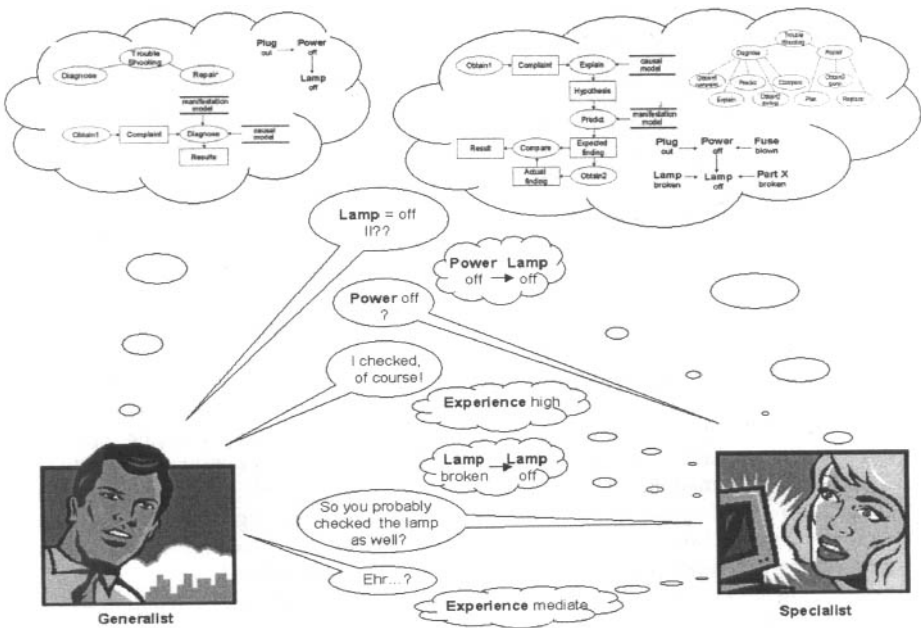 Trouble
Shooting
Diagnose
Repair
Plug
out
Power
off
Lamp
off
manifestation
model
Obtain1
Complaint
Diagnose
causal
model
Results
Obtain1
Complaint
Explain
causal
model
Hypothesis
Predict
manifestation
model
Result
Compare
Expected
finding
Actual
finding
Obtain2
Trouble
Shooting
Diagnose
Repair
Predict
Compare
Explain
Plan
Plug
out
Power
off
Fuse
blown
Lamp
broken
Lamp
off
Part X
broken
Lamp = off
!!??
Power Lamp
off off
Power off
?
I checked,
of course!
Experience high
Lamp Lamp
broken off
So you probably
checked the lamp
as well?
Ehr...?
Experience mediate
Generalist
Specialist